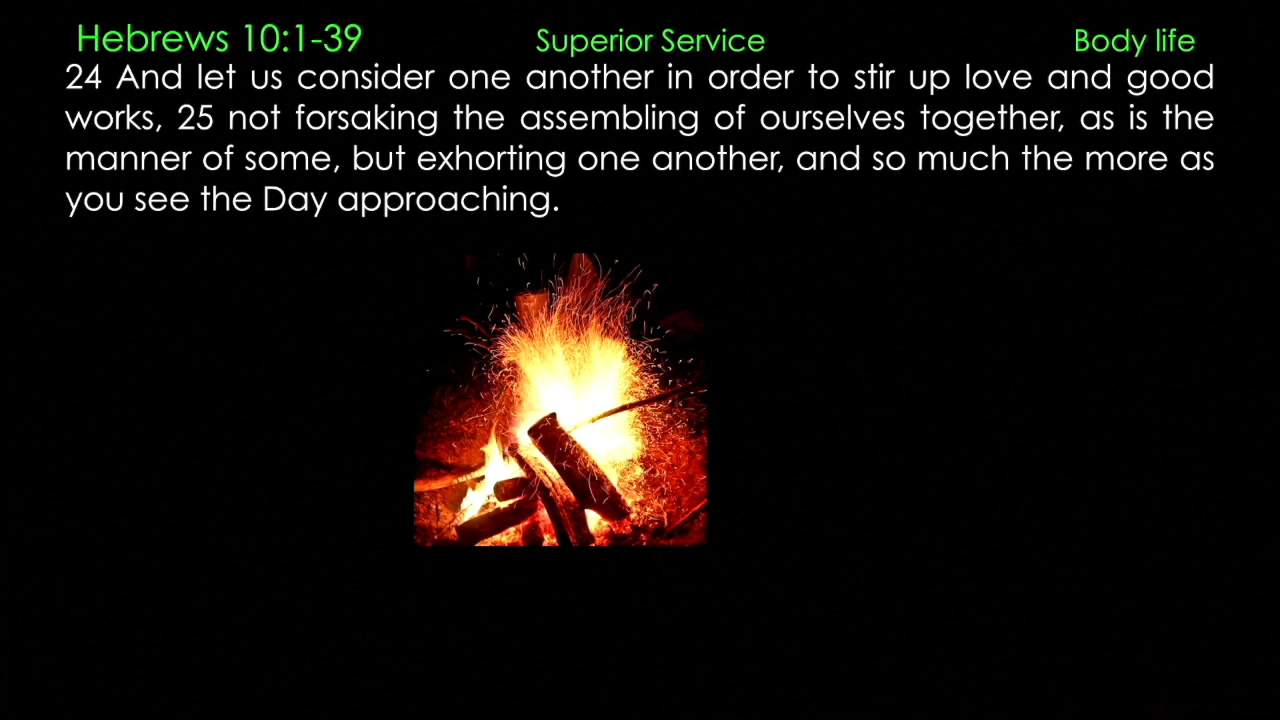 Hebrews 10:1-39 Superior Service Body life
24 And let us consider one another in order to stir up love and good
works, 25 not forsaking the assembling of ourselves together, as is the
manner of some, but exhorting one another, and so much the more as
you see the Day approaching.